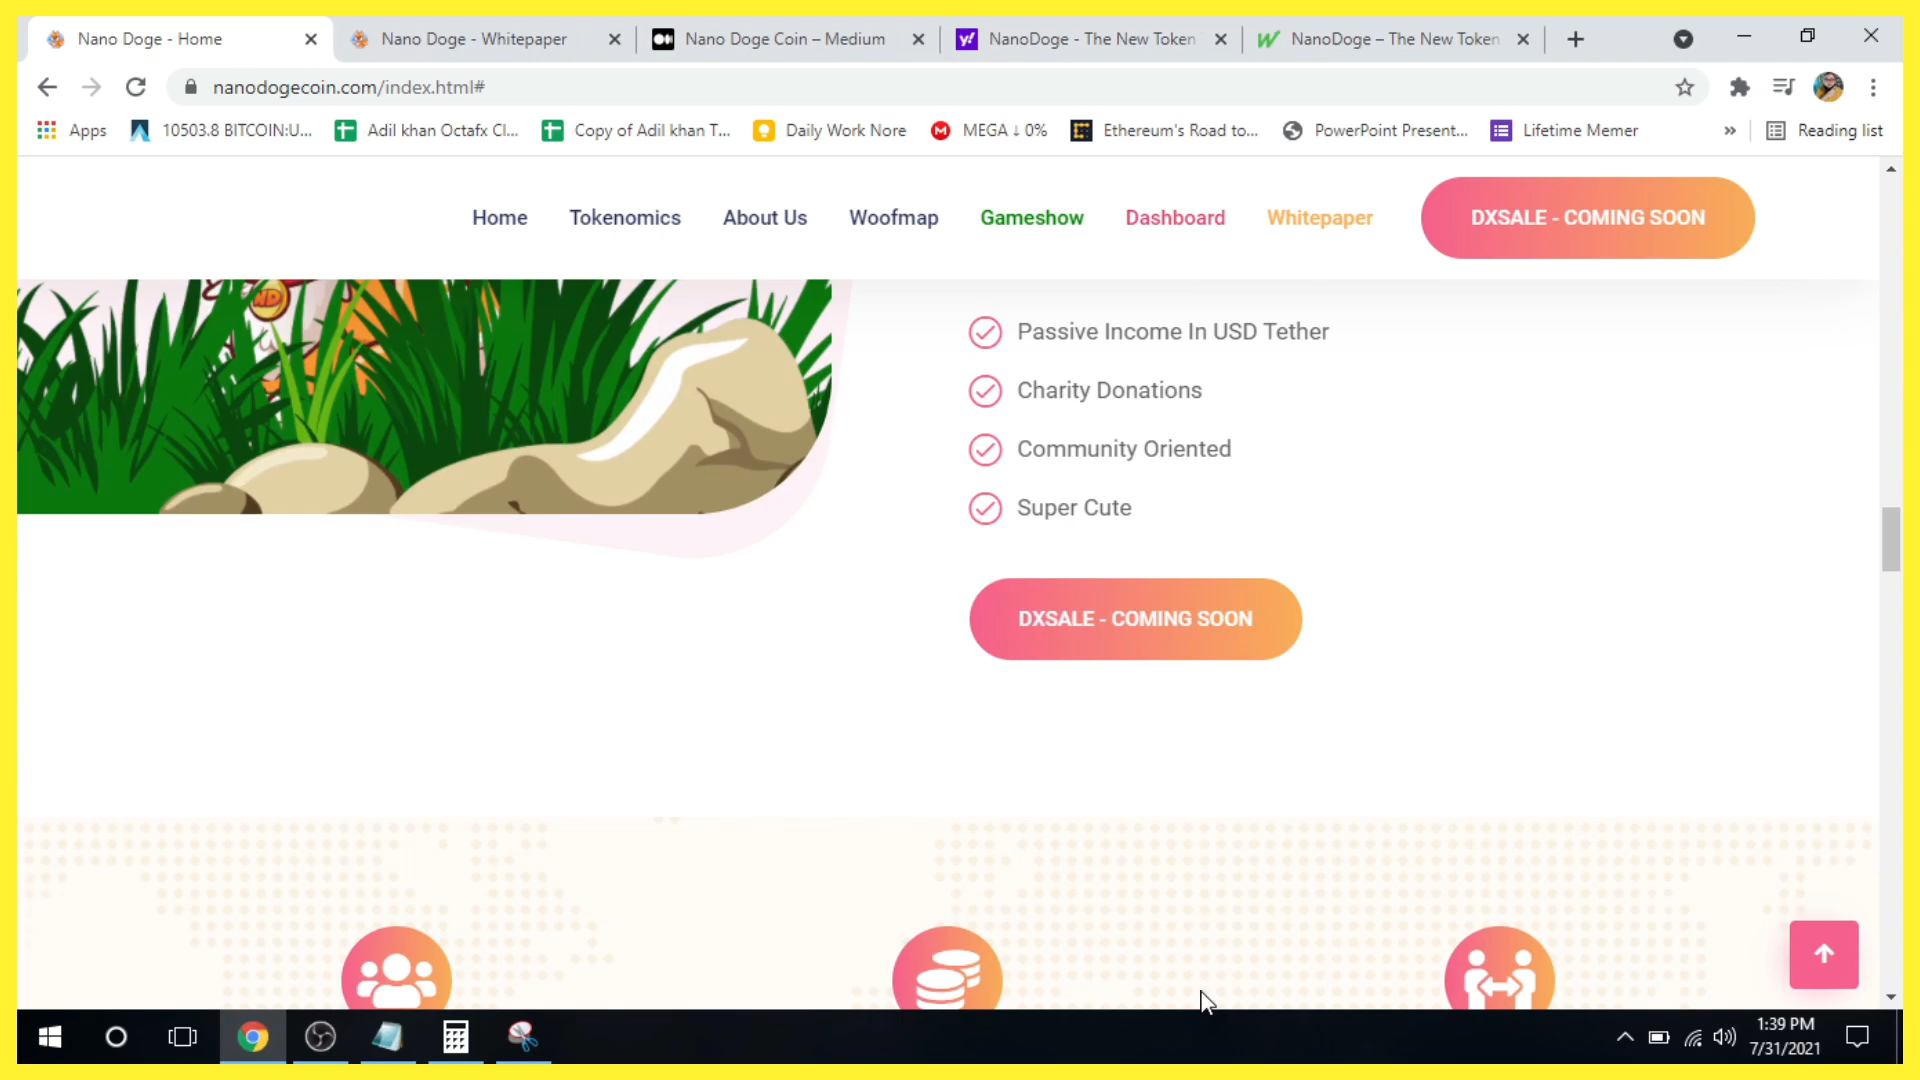 Nano Doge - Home
Nano Doge - Whitepaper
Nano Doge Coin – Medium
NanoDoge - The New Token
NanoDoge – The New Token
nanodogecoin.com/index.html#
Apps
10503.8 BITCOIN:U...
Adil khan Octafx Cl...
Copy of Adil khan T...
Daily Work Nore
MEGA ↓ 0%
Ethereum's Road to...
PowerPoint Present...
Lifetime Memer
»
Reading list
Home
Tokenomics
About Us
Woofmap
Gameshow
Dashboard
Whitepaper
DXSALE - COMING SOON
ND
Passive Income In USD Tether
Charity Donations
Community Oriented
Super Cute
DXSALE - COMING SOON
1:39 PM
7/31/2021